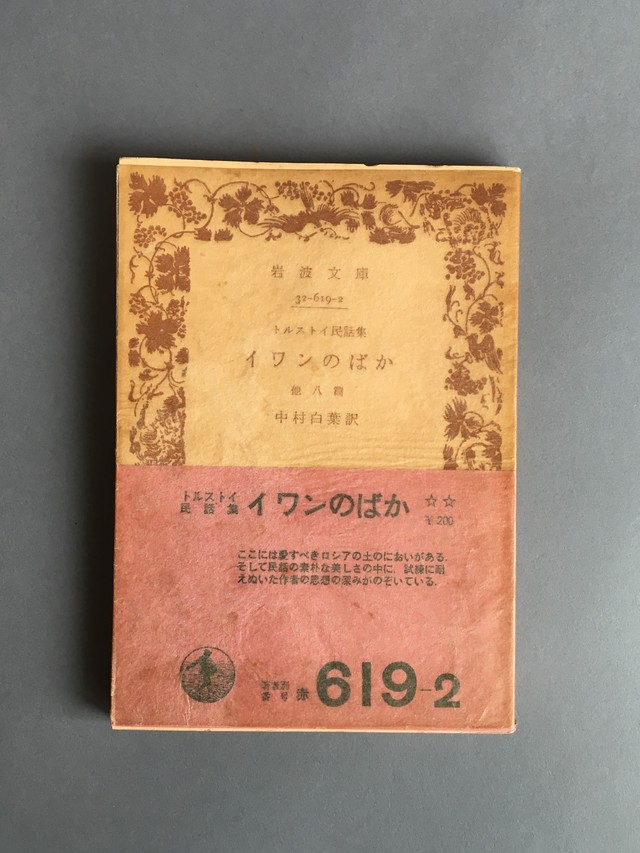 岩波文庫
32-619-2
トルストイ民話集
イワンのばか
他八篇
中村白葉訳
トルストイ
民話集
イワンのばか ☆☆
¥200
ここには愛すべきロシアの土のにおいがある.
そして民話の素朴な美しさの中に, 試練に耐
えぬいた作者の思想の深みがのぞいている.
番号 赤 619-2